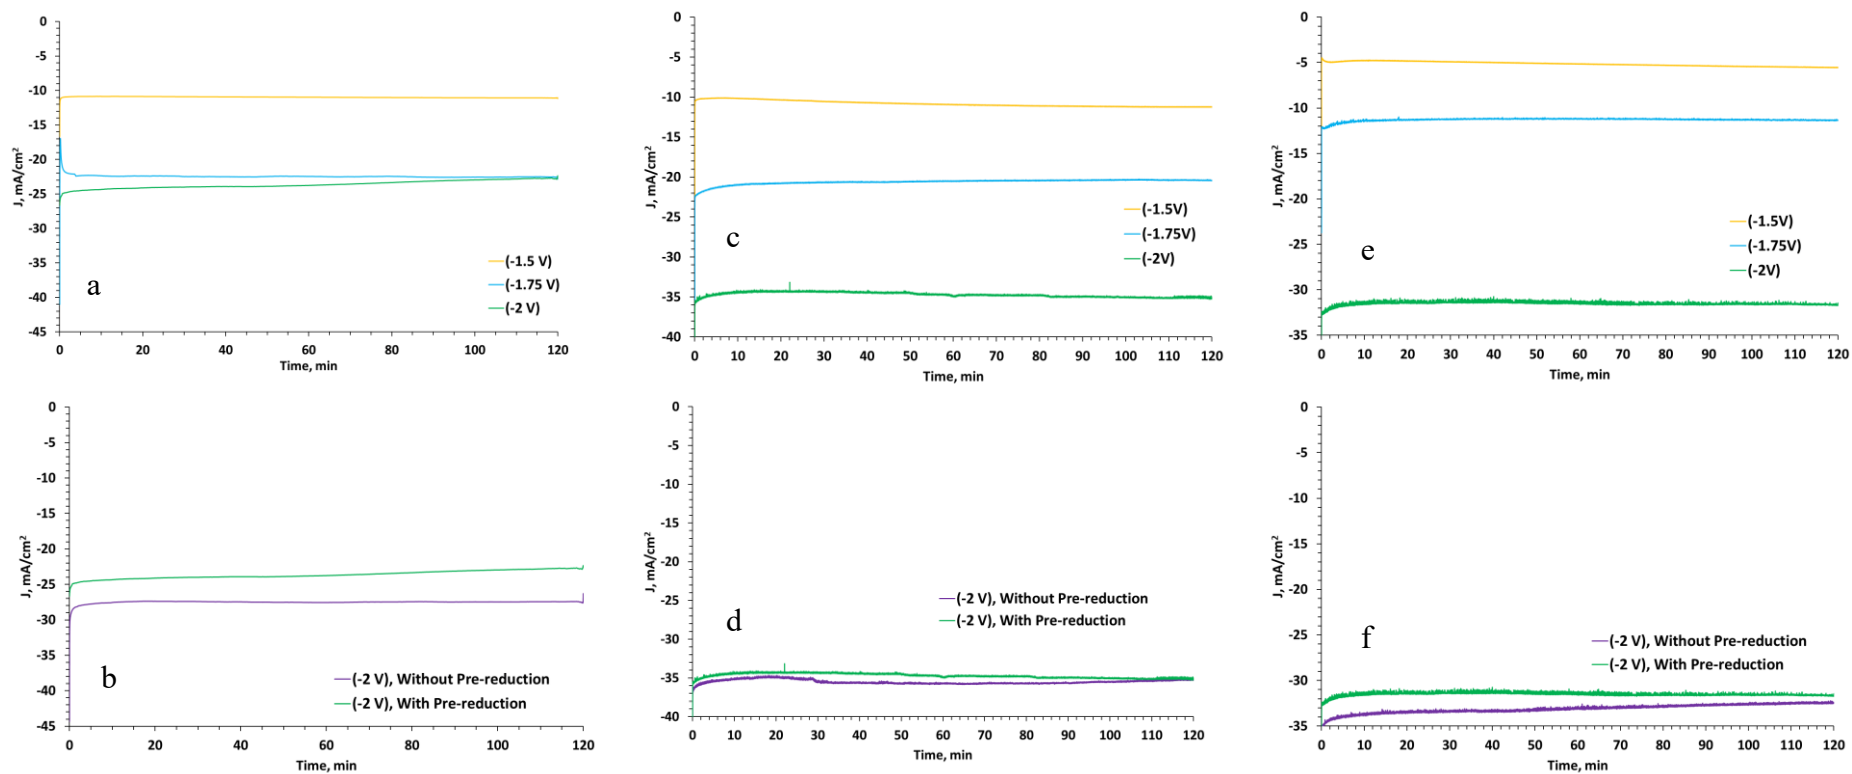 0
-5
-10
-15
-20
-25
-30
-35
-40
-45
J, mA/cm²
0 20 40 60 80 100 120
Time, min
(-1.5 V)
(-1.75 V)
(-2 V)
a
0
-5
-10
-15
-20
-25
-30
-35
-40
J, mA/cm²
0 10 20 30 40 50 60 70 80 90 100 110 120
Time, min
(-1.5V)
(-1.75V)
(-2V)
c
0
-5
-10
-15
-20
-25
-30
-35
J, mA/cm²
0 10 20 30 40 50 60 70 80 90 100 110 120
Time, min
(-1.5V)
(-1.75V)
(-2V)
e
0
-5
-10
-15
-20
-25
-30
-35
-40
-45
J, mA/cm²
0 20 40 60 80 100 120
Time, min
(-2 V), Without Pre-reduction
(-2 V), With Pre-reduction
b
0
-5
-10
-15
-20
-25
-30
-35
-40
J, mA/cm²
0 10 20 30 40 50 60 70 80 90 100 110 120
Time, min
(-2 V), Without Pre-reduction
(-2 V), With Pre-reduction
d
0
-5
-10
-15
-20
-25
-30
-35
J, mA/cm²
0 10 20 30 40 50 60 70 80 90 100 110 120
Time, min
(-2 V), Without Pre-reduction
(-2 V), With Pre-reduction
f